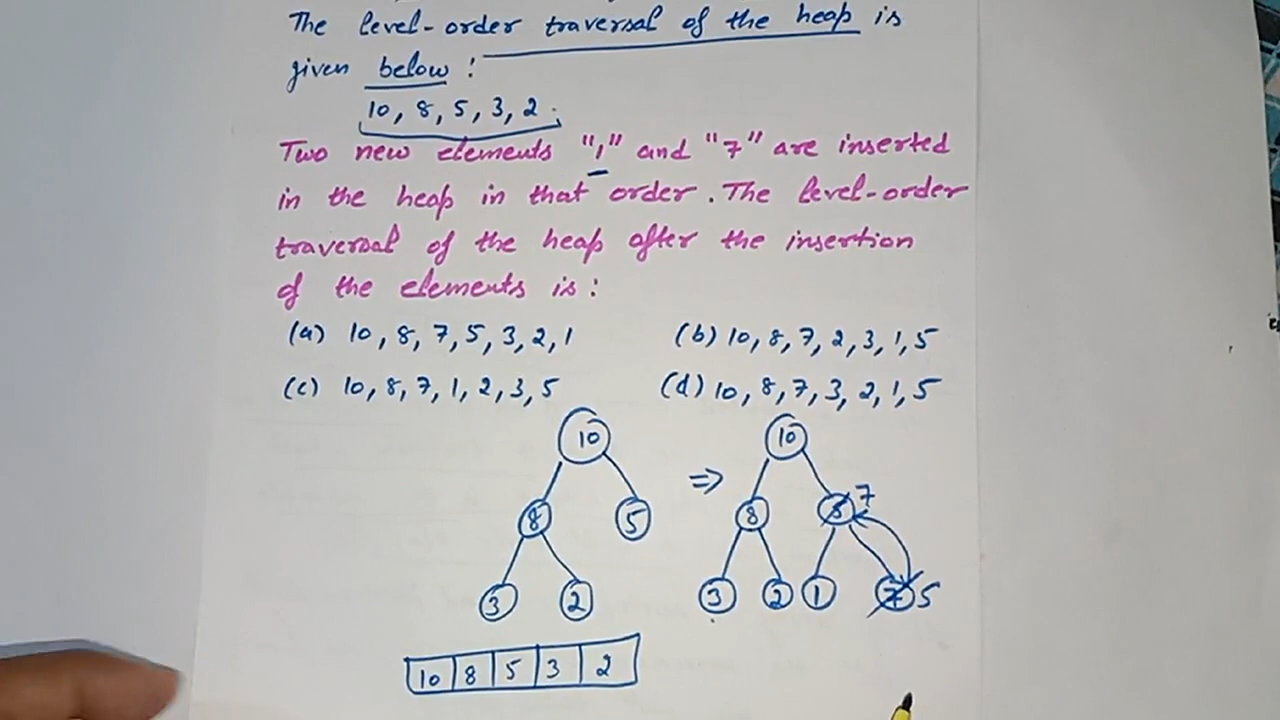 The level-order traversal of the heap is
given below :
10, 8, 5, 3, 2.
Two new elements "1" and "7" are inserted
in the heap in that order. The level-order
traversal of the heap after the insertion
of the elements is :
(a) 10, 8, 7, 5, 3, 2, 1 (b) 10, 8, 7, 2, 3, 1, 5
(c) 10, 8, 7, 1, 2, 3, 5 (d) 10, 8, 7, 3, 2, 1, 5
10 ⇒ 10
8 5 8 5 7
3 2 3 2 1 7 5
10 8 5 3 2